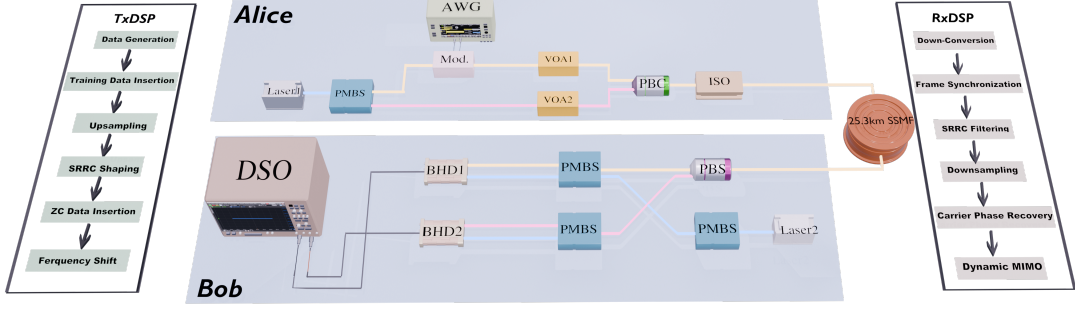 TxDSP
Data Generation
Training Data Insertion
Upsampling
SRRC Shaping
ZC Data Insertion
Ferquency Shift
Alice
AWG
Mod.
Laser1
PMBS
VOA1
VOA2
PBC
ISO
25.3km SSMF
DSO
BHD1
BHD2
PMBS
PMBS
PBS
PMBS
Laser2
Bob
RxDSP
Down-Conversion
Frame Synchronization
SRRC Filtering
Downsampling
Carrier Phase Recovery
Dynamic MIMO